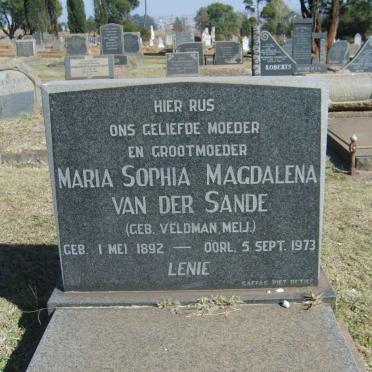 HIER RUS
ONS GELIEFDE MOEDER
EN GROOTMOEDER
MARIA SOPHIA MAGDALENA
VAN DER SANDE
(GEB. VELDMAN MEIJ.)
GEB. 1 MEI 1892 — OORL. 5 SEPT. 1973
LENIE
ROBERTS